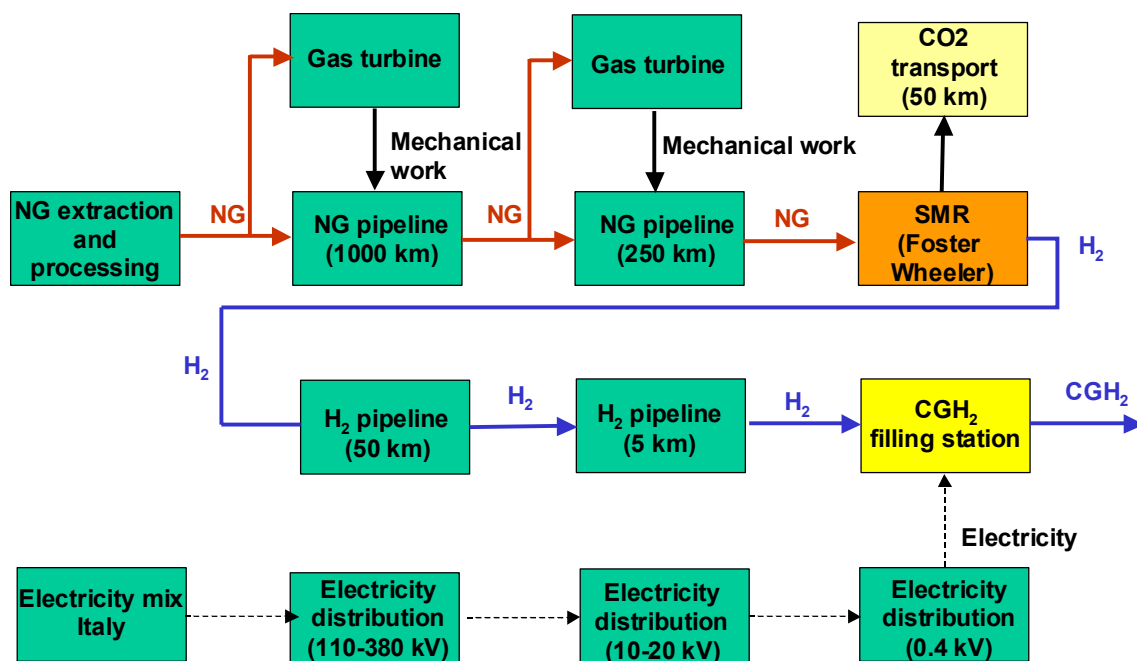 Gas turbine
Gas turbine
CO2
transport
(50 km)
Mechanical
work
Mechanical work
NG extraction
and
processing
NG
NG pipeline
(1000 km)
NG
NG pipeline
(250 km)
NG
SMR
(Foster
Wheeler)
H₂
H₂
H₂ pipeline
(50 km)
H₂
H₂ pipeline
(5 km)
H₂
CGH₂
filling station
CGH₂
Electricity
Electricity mix
Italy
Electricity
distribution
(110-380 kV)
Electricity
distribution
(10-20 kV)
Electricity
distribution
(0.4 kV)